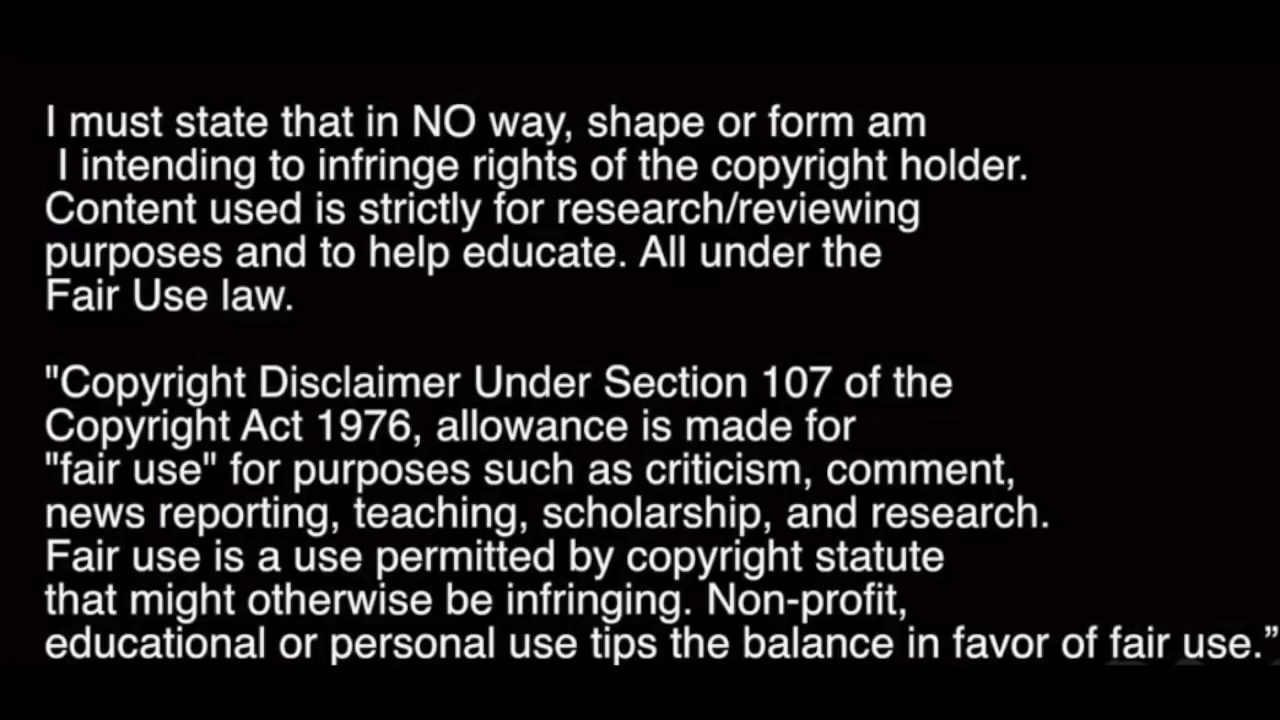 I must state that in NO way, shape or form am
I intending to infringe rights of the copyright holder.
Content used is strictly for research/reviewing
purposes and to help educate. All under the
Fair Use law.
"Copyright Disclaimer Under Section 107 of the
Copyright Act 1976, allowance is made for
"fair use" for purposes such as criticism, comment,
news reporting, teaching, scholarship, and research.
Fair use is a use permitted by copyright statute
that might otherwise be infringing. Non-profit,
educational or personal use tips the balance in favor of fair use.”